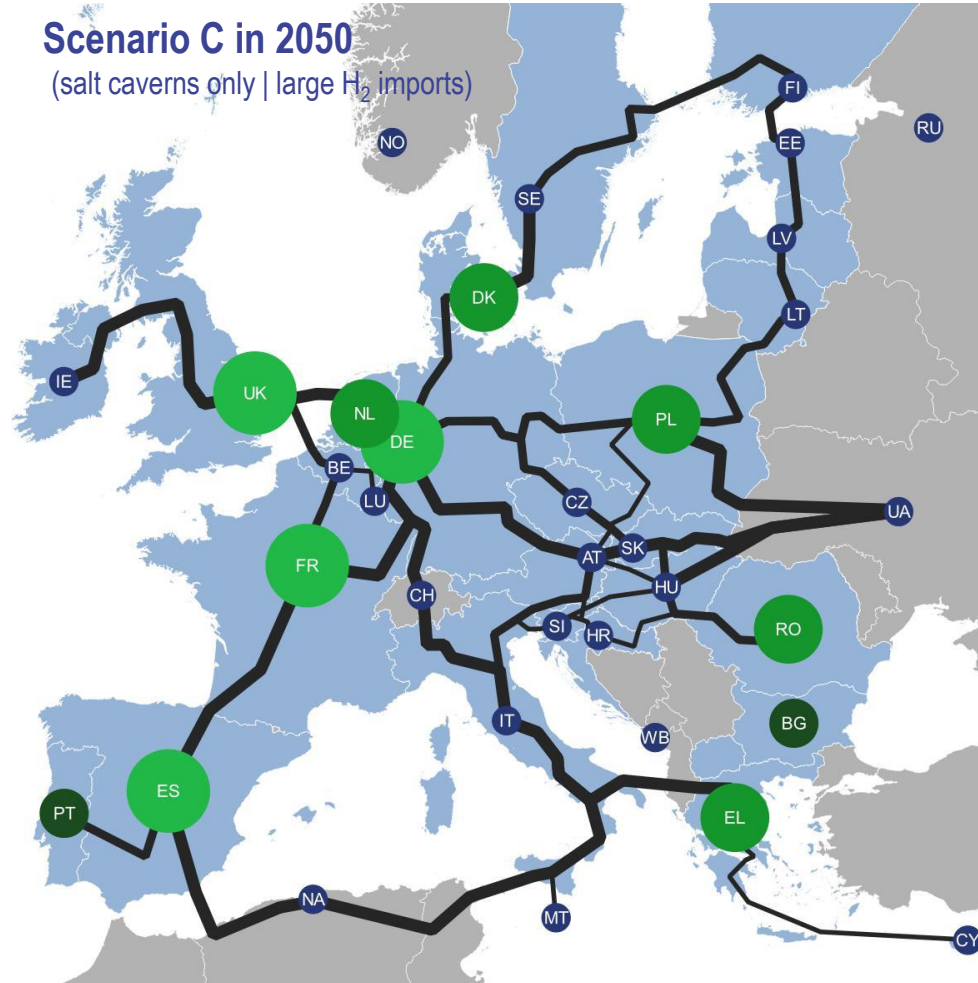 Scenario C in 2050
(salt caverns only | large H₂ imports)
FI
NO
RU
EE
SE
LV
DK
LT
IE
UK
NL
PL
DE
BE
LU
CZ
UA
SK
AT
FR
HU
CH
SI
HR
RO
IT
BG
WB
ES
PT
EL
NA
MT
CY